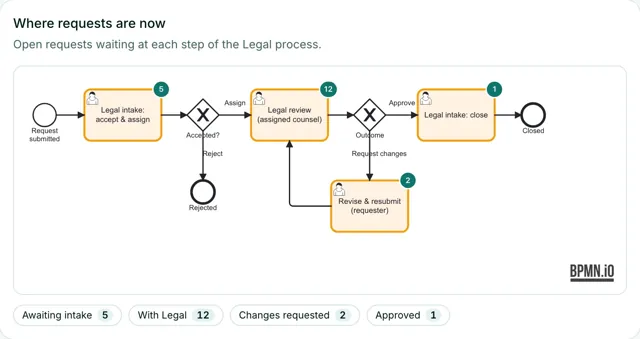 Where requests are now
Open requests waiting at each step of the Legal process.
5
12
1
Legal intake:
accept & assign
Assign
Legal review
(assigned counsel)
Approve
Legal intake: close
Request
submitted
Accepted?
Outcome
Closed
Reject
Request changes
2
Revise & resubmit
(requester)
Rejected
BPMN.iO
Awaiting intake 5
With Legal 12
Changes requested 2
Approved 1